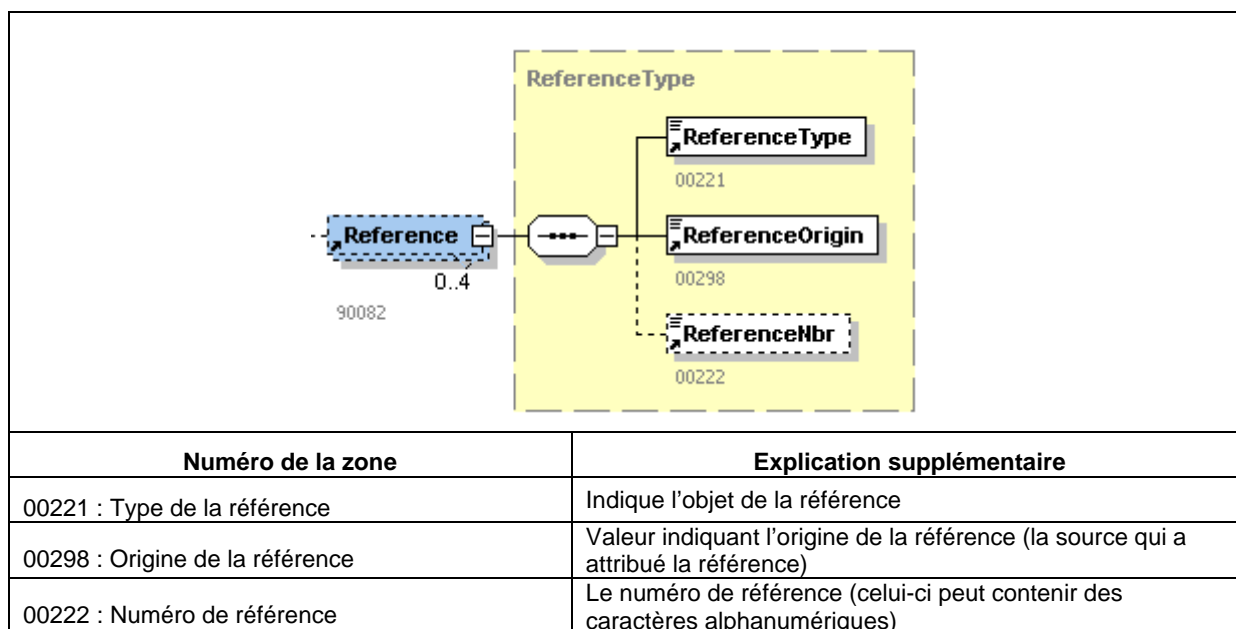 ReferenceType
ReferenceType
00221
Reference
0..4
90082
ReferenceOrigin
00298
ReferenceNbr
00222
Numéro de la zone
Explication supplémentaire
00221 : Type de la référence
Indique l’objet de la référence
00298 : Origine de la référence
Valeur indiquant l’origine de la référence (la source qui a
attribué la référence)
00222 : Numéro de référence
Le numéro de référence (celui-ci peut contenir des
caractères alphanumériques)